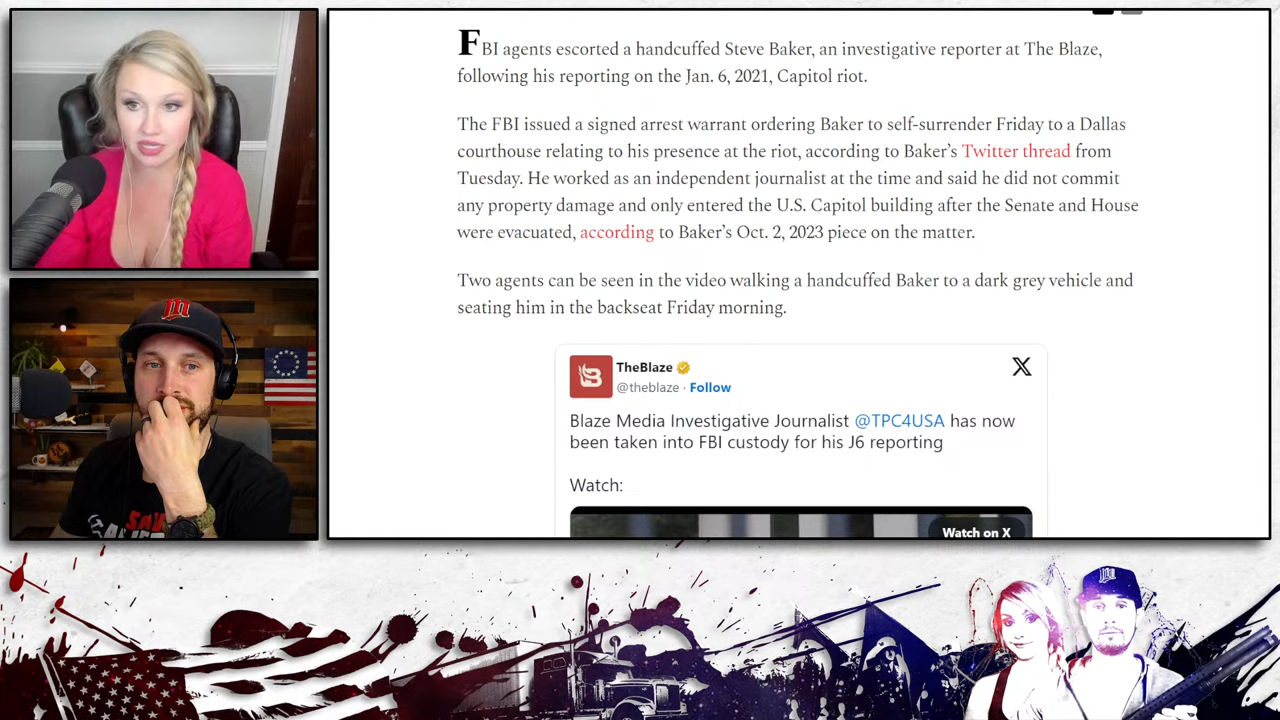 FBI agents escorted a handcuffed Steve Baker, an investigative reporter at The Blaze,
following his reporting on the Jan. 6, 2021, Capitol riot.
The FBI issued a signed arrest warrant ordering Baker to self-surrender Friday to a Dallas
courthouse relating to his presence at the riot, according to Baker’s Twitter thread from
Tuesday. He worked as an independent journalist at the time and said he did not commit
any property damage and only entered the U.S. Capitol building after the Senate and House
were evacuated, according to Baker’s Oct. 2, 2023 piece on the matter.
Two agents can be seen in the video walking a handcuffed Baker to a dark grey vehicle and
seating him in the backseat Friday morning.
TheBlaze
@theblaze · Follow
Blaze Media Investigative Journalist @TPC4USA has now
been taken into FBI custody for his J6 reporting
Watch:
Watch on X